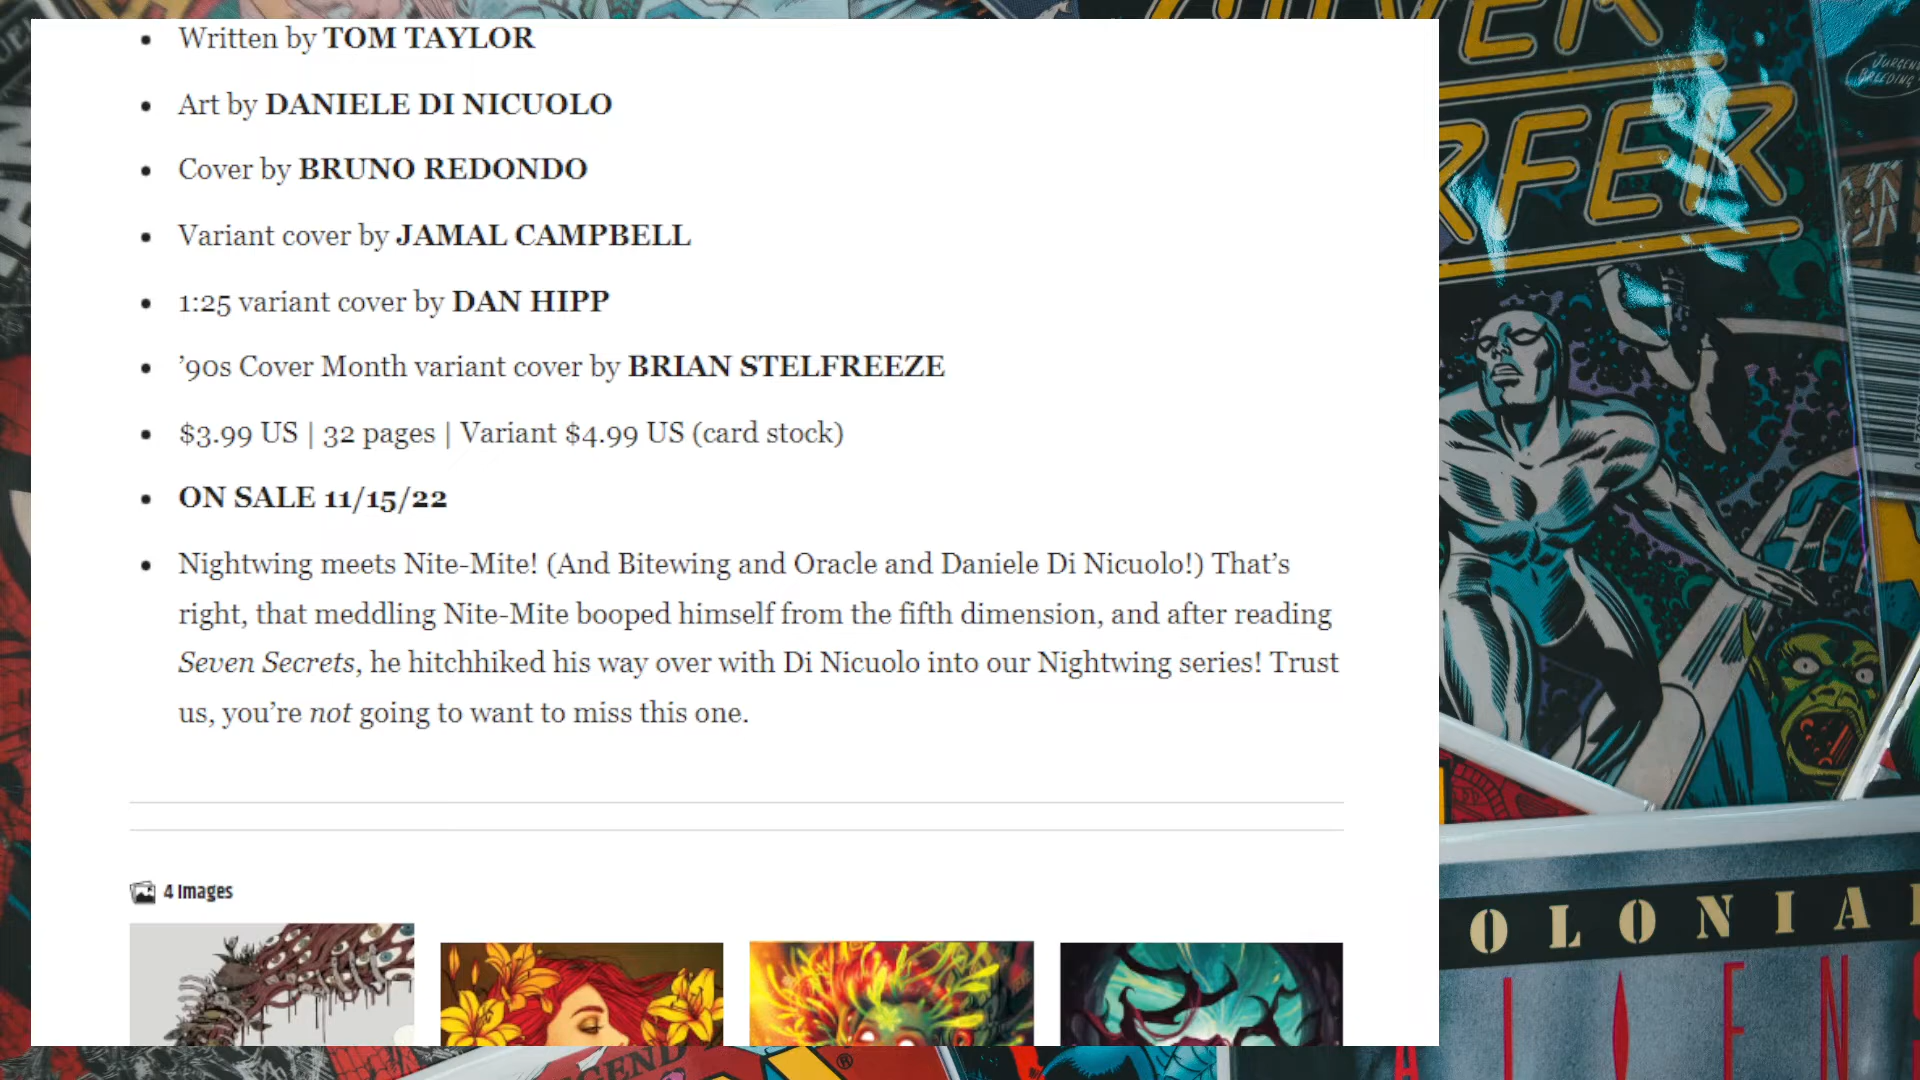 Written by TOM TAYLOR
Art by DANIELE DI NICUOLO
Cover by BRUNO REDONDO
Variant cover by JAMAL CAMPBELL
1:25 variant cover by DAN HIPP
’90s Cover Month variant cover by BRIAN STELFREEZE
$3.99 US | 32 pages | Variant $4.99 US (card stock)
ON SALE 11/15/22
Nightwing meets Nite-Mite! (And Bitewing and Oracle and Daniele Di Nicuolo!) That’s
right, that meddling Nite-Mite booped himself from the fifth dimension, and after reading
Seven Secrets, he hitchhiked his way over with Di Nicuolo into our Nightwing series! Trust
us, you’re not going to want to miss this one.
4 Images
RFER
OLONIA
ALIENS